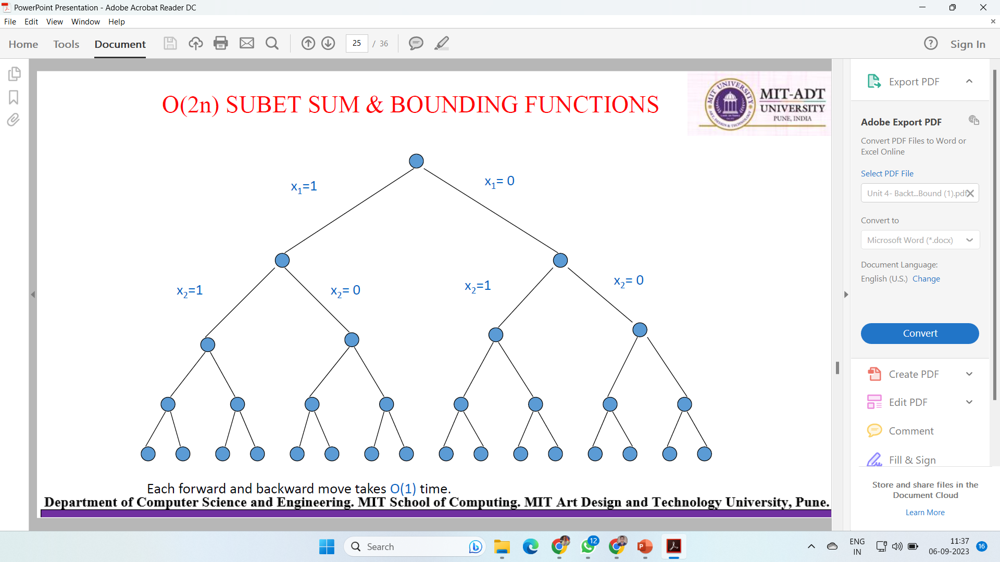 PowerPoint Presentation - Adobe Acrobat Reader DC
File Edit View Window Help
Home Tools Document 25 / 36 Sign In
O(2n) SUBET SUM & BOUNDING FUNCTIONS
MIT UNIVERSITY
ART, DESIGN & TECHNOLOGY
MIT-ADT
UNIVERSITY
PUNE, INDIA
x1=1
x1= 0
x2=1
x2= 0
x2=1
x2= 0
Each forward and backward move takes O(1) time.
Department of Computer Science and Engineering. MIT School of Computing. MIT Art Design and Technology University, Pune.
Export PDF
Adobe Export PDF
Convert PDF Files to Word or
Excel Online
Select PDF File
Unit 4- Backt...Bound (1).pdf
Convert to
Microsoft Word (*.docx)
Document Language:
English (U.S.) Change
Convert
Create PDF
Edit PDF
Comment
Fill & Sign
Store and share files in the
Document Cloud
Learn More
Search
12
ENG
IN
11:37
06-09-2023
16